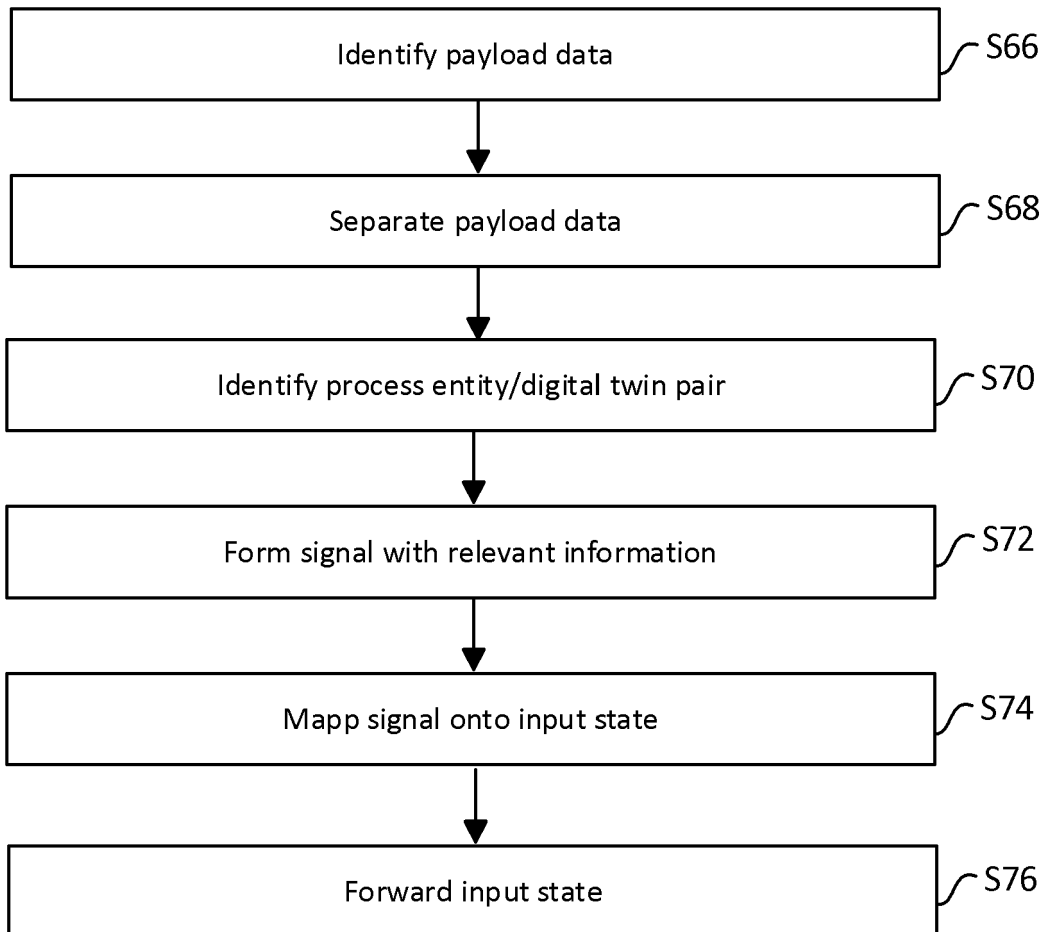 Identify payload data
S66
Separate payload data
S68
Identify process entity/digital twin pair
S70
Form signal with relevant information
S72
Mapp signal onto input state
S74
Forward input state
S76